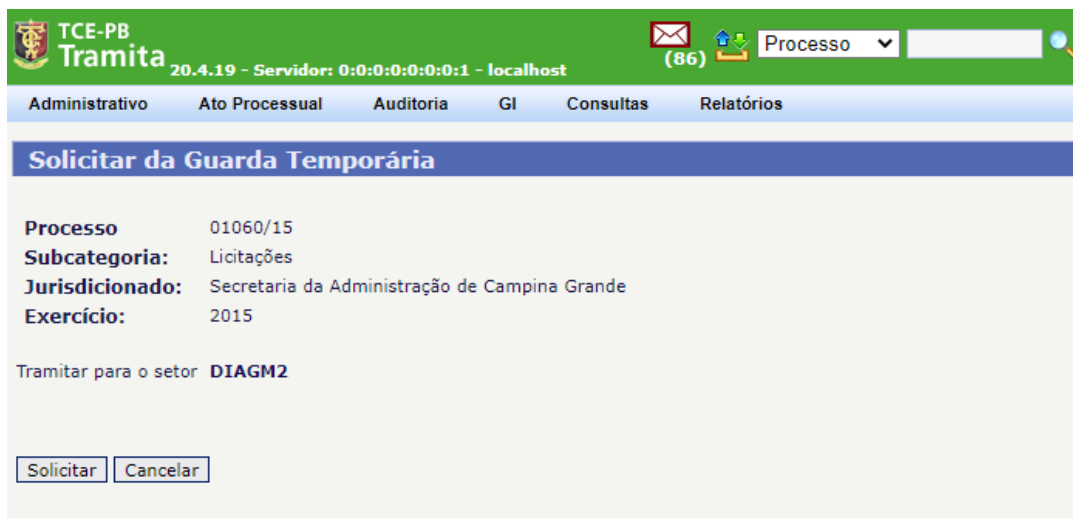 TCE-PB
Tramita 20.4.19 - Servidor: 0:0:0:0:0:0:0:1 - localhost
(86) Processo
Administrativo Ato Processual Auditoria GI Consultas Relatórios
Solicitar da Guarda Temporária
Processo 01060/15
Subcategoria: Licitações
Jurisdicionado: Secretaria da Administração de Campina Grande
Exercício: 2015
Tramitar para o setor DIAGM2
Solicitar Cancelar